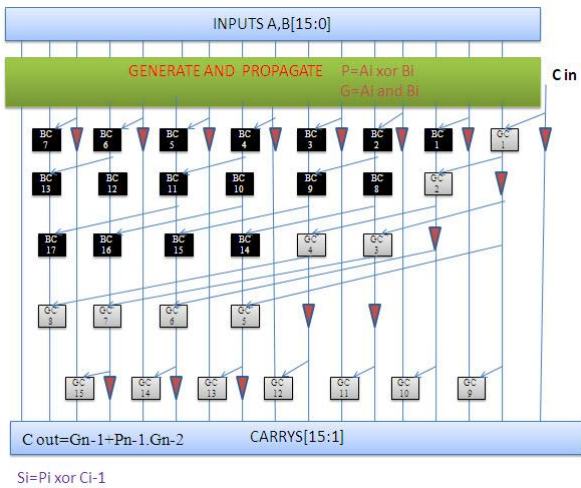 INPUTS A,B[15:0]
GENERATE AND PROPAGATE P=Ai xor Bi
G=Ai and Bi
C in
BC 7
BC 6
BC 5
BC 4
BC 3
BC 2
BC 1
GC 1
BC 13
BC 12
BC 11
BC 10
BC 9
BC 8
GC 2
BC 17
BC 16
BC 15
BC 14
GC 4
GC 3
GC 8
GC 7
GC 6
GC 5
GC 15
GC 14
GC 13
GC 12
GC 11
GC 10
GC 9
C out=Gn-1+Pn-1.Gn-2 CARRYS[15:1]
Si=Pi xor Ci-1